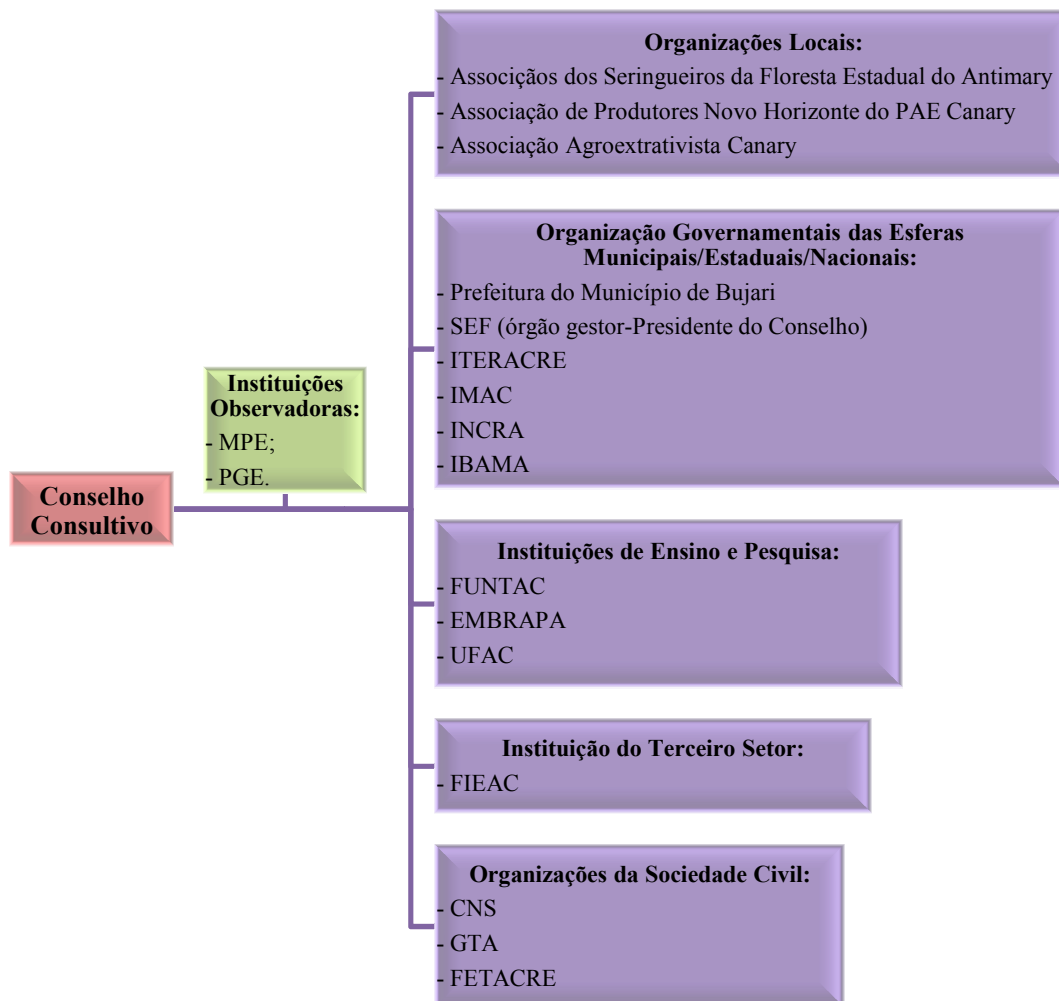 Organizações Locais:
- Associçãos dos Seringueiros da Floresta Estadual do Antimary
- Associação de Produtores Novo Horizonte do PAE Canary
- Associação Agroextrativista Canary
Organização Governamentais das Esferas
Municipais/Estaduais/Nacionais:
- Prefeitura do Município de Bujari
- SEF (órgão gestor-Presidente do Conselho)
- ITERACRE
- IMAC
- INCRA
- IBAMA
Instituições
Observadoras:
- MPE;
- PGE.
Conselho
Consultivo
Instituições de Ensino e Pesquisa:
- FUNTAC
- EMBRAPA
- UFAC
Instituição do Terceiro Setor:
- FIEAC
Organizações da Sociedade Civil:
- CNS
- GTA
- FETACRE